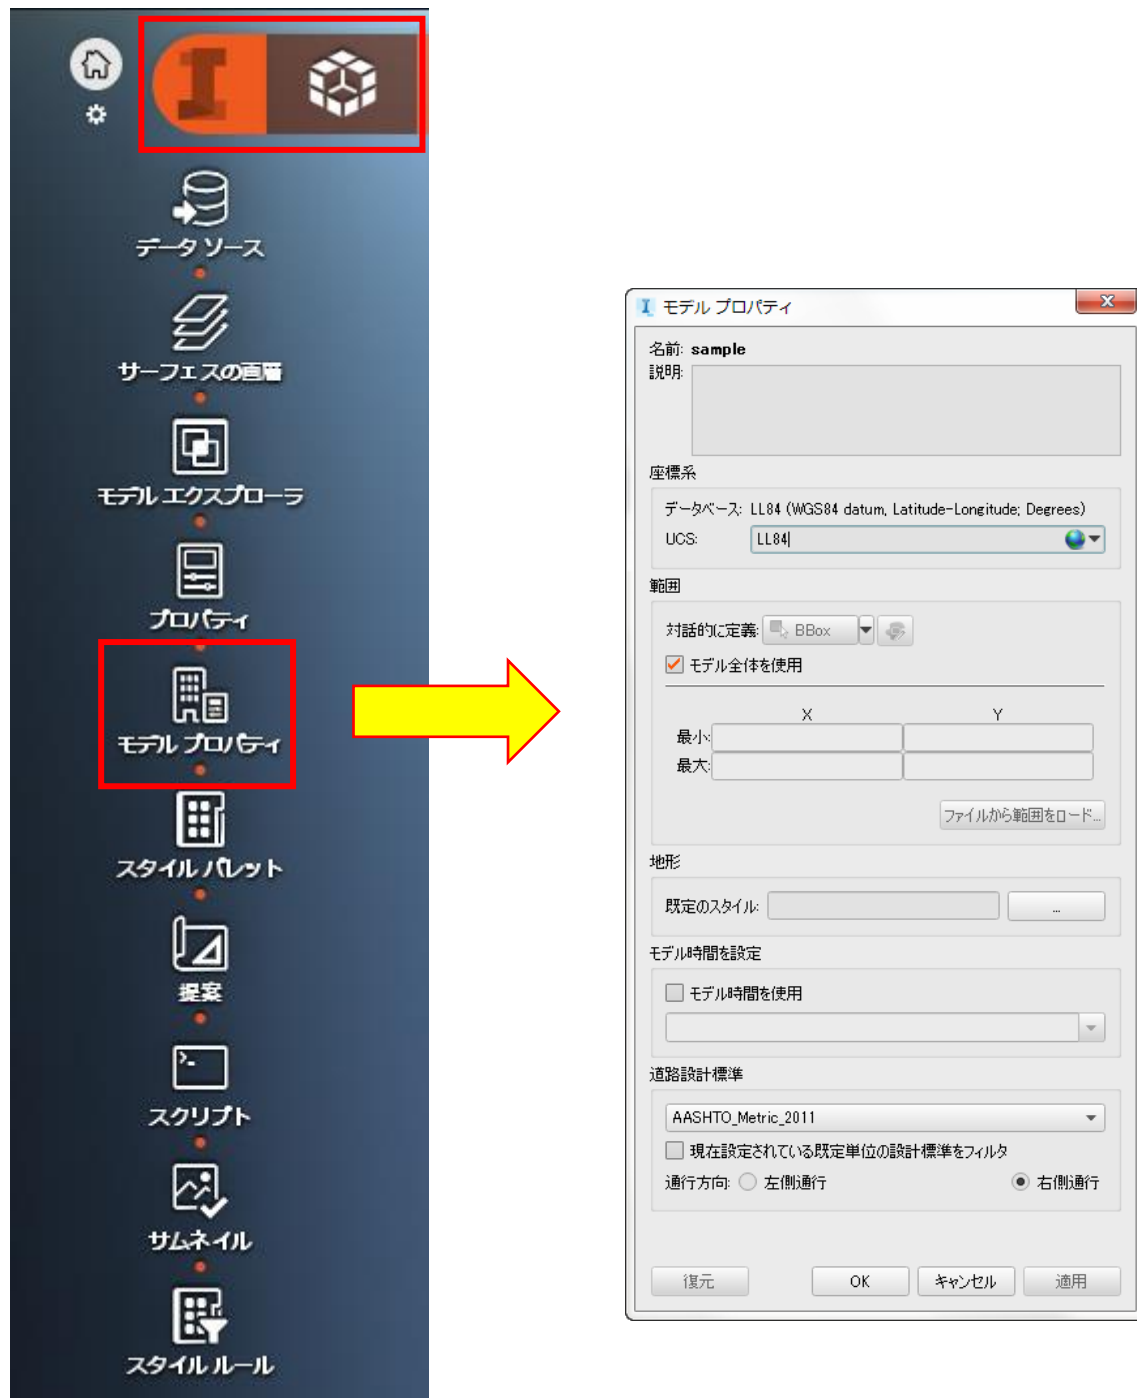 データ ソース
サーフェスの画層
モデル エクスプローラ
プロパティ
モデル プロパティ
スタイル パレット
提案
スクリプト
サムネイル
スタイル ルール
モデル プロパティ
名前: sample
説明:
座標系
データベース: LL84 (WGS84 datum, Latitude-Longitude; Degrees)
UCS: LL84
範囲
対話的に定義: BBox
モデル全体を使用
X Y
最小:
最大:
ファイルから範囲をロード...
地形
既定のスタイル: ...
モデル時間を設定
モデル時間を使用
道路設計標準
AASHTO_Metric_2011
現在設定されている既定単位の設計標準をフィルタ
通行方向: 左側通行 右側通行
復元 OK キャンセル 適用